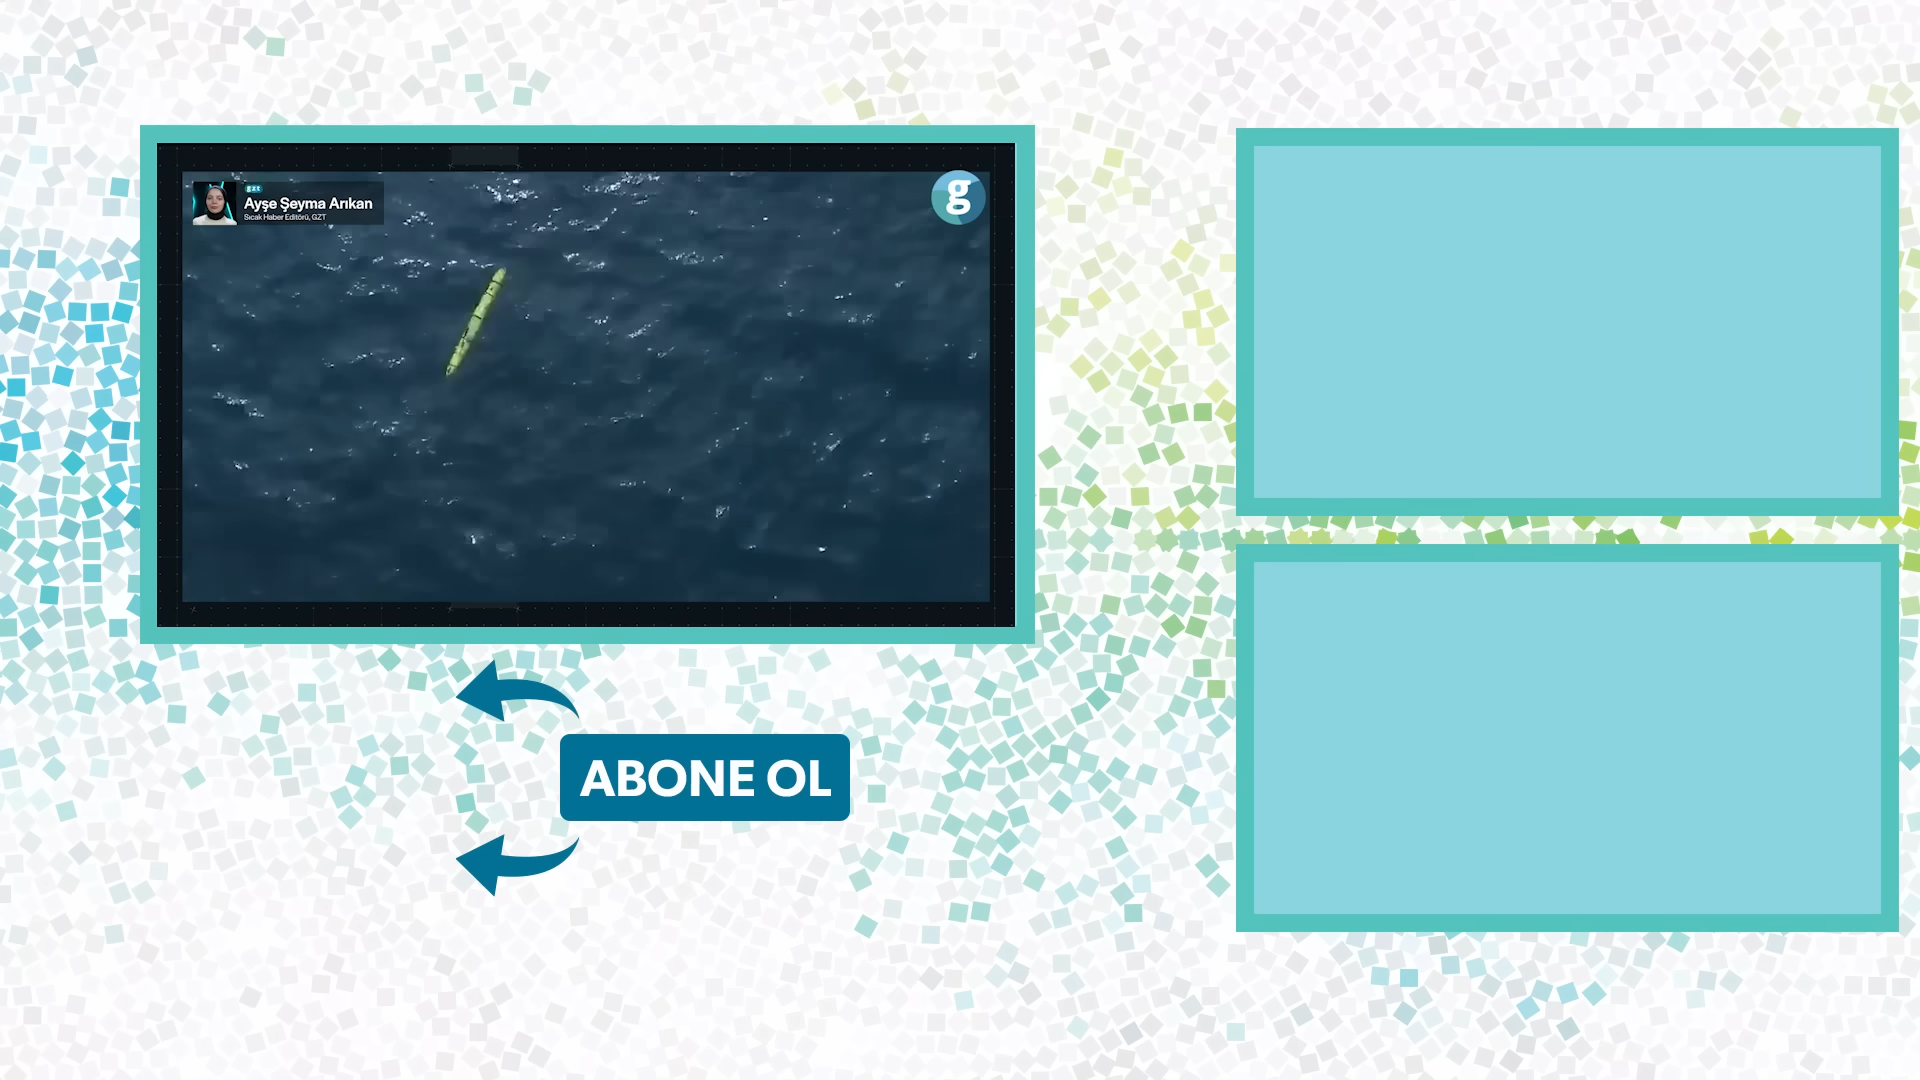 gzt
Ayşe Şeyma Arıkan
Sıcak Haber Editörü, GZT
g
ABONE OL